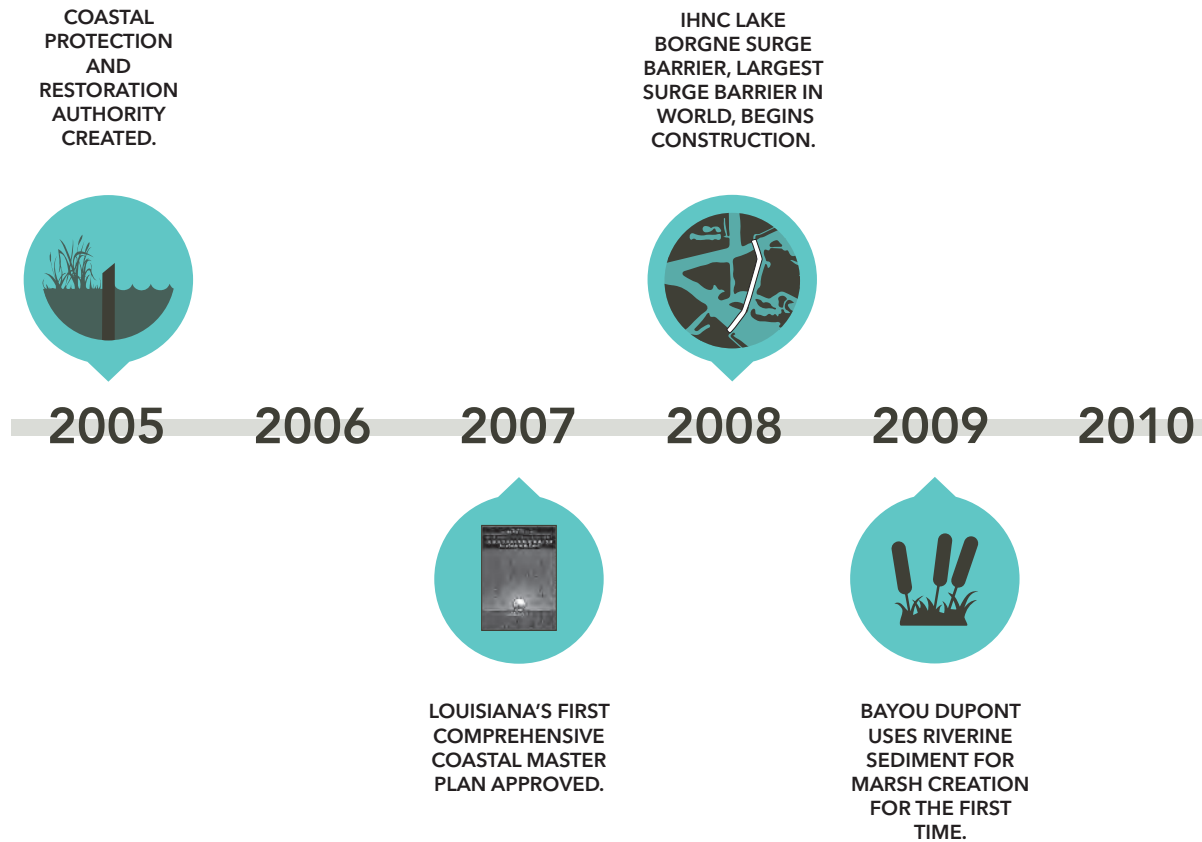 COASTAL
PROTECTION
AND
RESTORATION
AUTHORITY
CREATED.
IHNC LAKE
BORGNE SURGE
BARRIER, LARGEST
SURGE BARRIER IN
WORLD, BEGINS
CONSTRUCTION.
2005 2006 2007 2008 2009 2010
LOUISIANA'S FIRST
COMPREHENSIVE
COASTAL MASTER
PLAN APPROVED.
BAYOU DUPONT
USES RIVERINE
SEDIMENT FOR
MARSH CREATION
FOR THE FIRST
TIME.